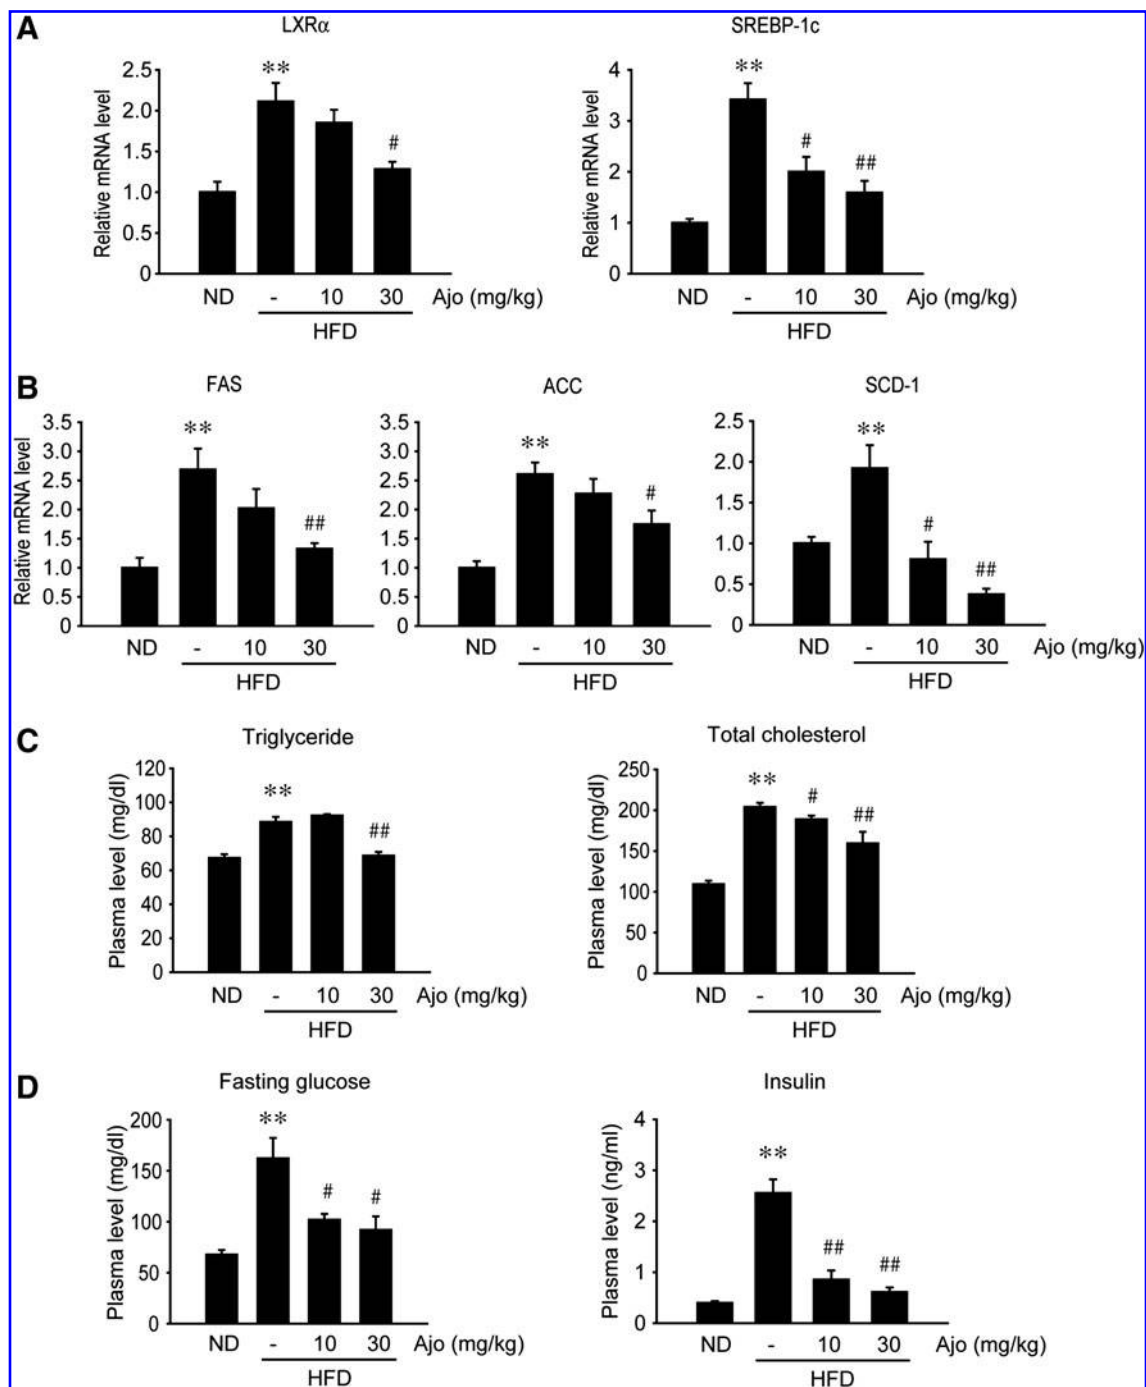 A
LXRα
SREBP-1c
Relative mRNA level
2.5
2.0
1.5
1.0
0.5
0
**
#
ND - 10 30 Ajo (mg/kg)
HFD
Relative mRNA level
4
3
2
1
0
**
#
##
ND - 10 30 Ajo (mg/kg)
HFD
B
FAS
ACC
SCD-1
Relative mRNA level
3.5
3.0
2.5
2.0
1.5
1.0
0.5
0
**
##
ND - 10 30
HFD
3.5
3.0
2.5
2.0
1.5
1.0
0.5
0
**
#
ND - 10 30
HFD
2.5
2.0
1.5
1.0
0.5
0
**
#
##
ND - 10 30 Ajo (mg/kg)
HFD
C
Triglyceride
Total cholesterol
Plasma level (mg/dl)
120
100
80
60
40
20
0
**
##
ND - 10 30 Ajo (mg/kg)
HFD
Plasma level (mg/dl)
250
200
150
100
50
0
**
#
##
ND - 10 30 Ajo (mg/kg)
HFD
D
Fasting glucose
Insulin
Plasma level (mg/dl)
200
150
100
50
0
**
#
#
ND - 10 30 Ajo (mg/kg)
HFD
Plasma level (ng/ml)
4
3
2
1
0
**
##
##
ND - 10 30 Ajo (mg/kg)
HFD